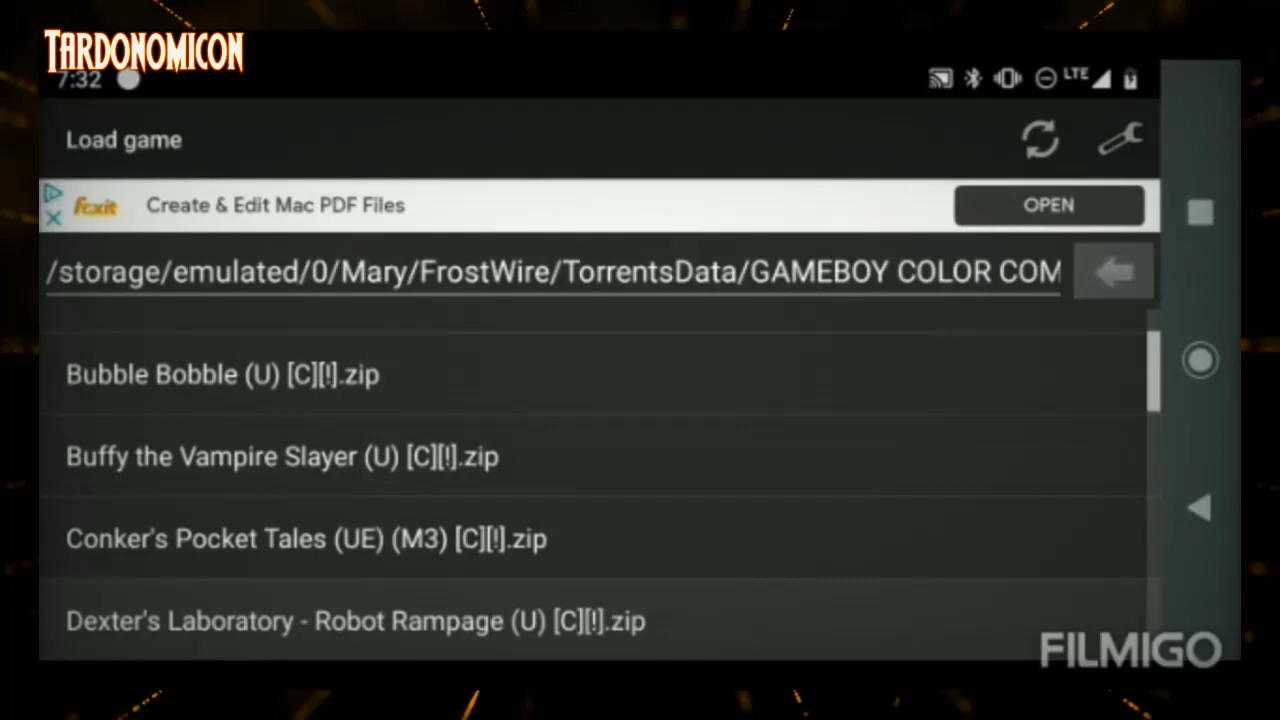 TARDONOMICON
7:32
LTE
Load game
foxit
Create & Edit Mac PDF Files
OPEN
/storage/emulated/0/Mary/FrostWire/TorrentsData/GAMEBOY COLOR COM
Bubble Bobble (U) [C][!].zip
Buffy the Vampire Slayer (U) [C][!].zip
Conker's Pocket Tales (UE) (M3) [C][!].zip
Dexter's Laboratory - Robot Rampage (U) [C][!].zip
FILMIGO